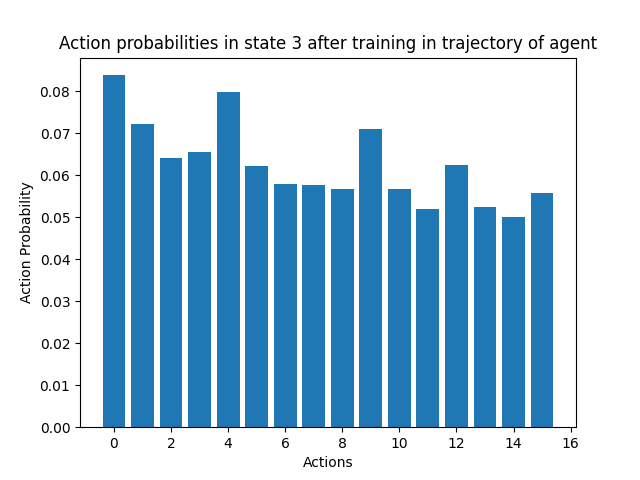 Action probabilities in state 3 after training in trajectory of agent
0.08
0.07
0.06
0.05
0.04
0.03
0.02
0.01
0.00
Action Probability
0 2 4 6 8 10 12 14 16
Actions